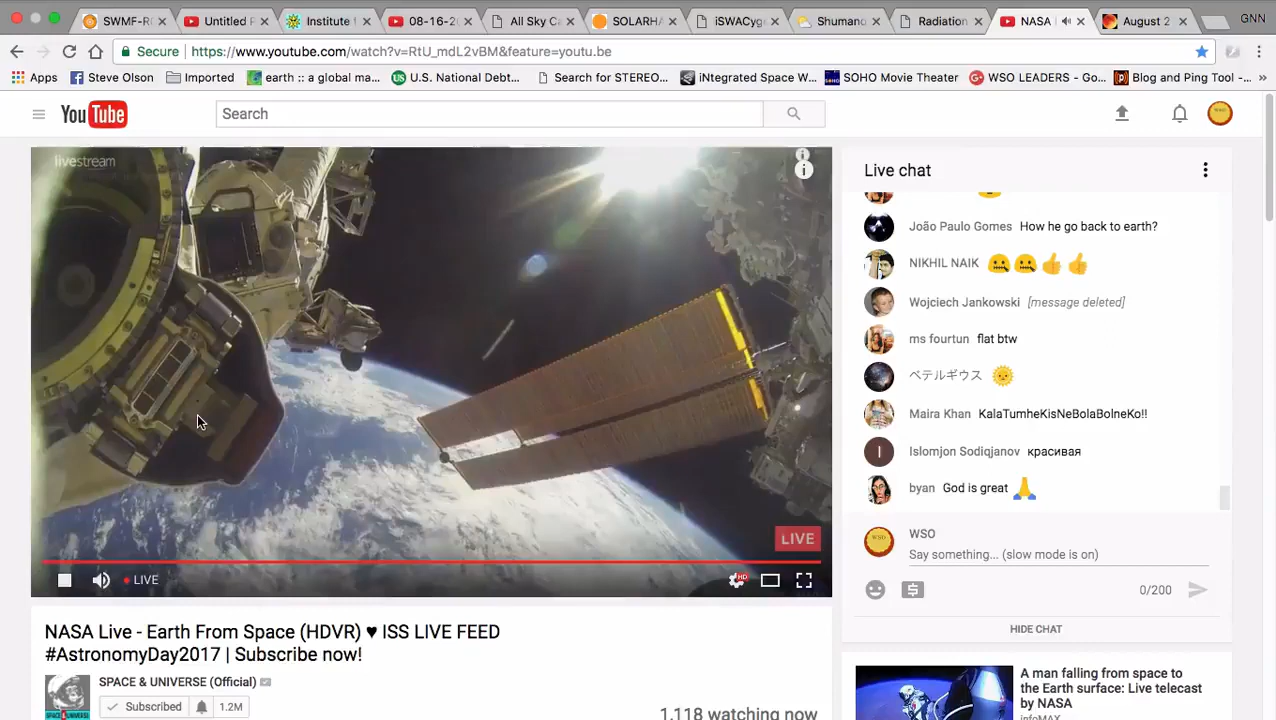 SWMF-R
Untitled F
Institute f
08-16-20
All Sky Ca
SOLARHA
iSWACyg
Shumano
Radiation
NASA
August 2
GNN
Secure
https://www.youtube.com/watch?v=RtU_mdL2vBM&feature=youtu.be
Apps
Steve Olson
Imported
earth :: a global ma...
U.S. National Debt...
Search for STEREO...
iNtegrated Space W...
SOHO Movie Theater
WSO LEADERS - Go...
Blog and Ping Tool -
»
YouTube
Search
livestream
LIVE
LIVE
HD
NASA Live - Earth From Space (HDVR) ♥ ISS LIVE FEED
#AstronomyDay2017 | Subscribe now!
SPACE & UNIVERSE (Official)
Subscribed
1.2M
1,118 watching now
Live chat
João Paulo Gomes How he go back to earth?
NIKHIL NAIK 🤐🤐👍👍
Wojciech Jankowski [message deleted]
ms fourtun flat btw
ベテルギウス 🌞
Maira Khan KalaTumheKisNeBolaBolneKo!!
Islomjon Sodiqjanov красивая
byan God is great 🙏
WSO
Say something... (slow mode is on)
0/200
HIDE CHAT
A man falling from space to
the Earth surface: Live telecast
by NASA
infoMAX